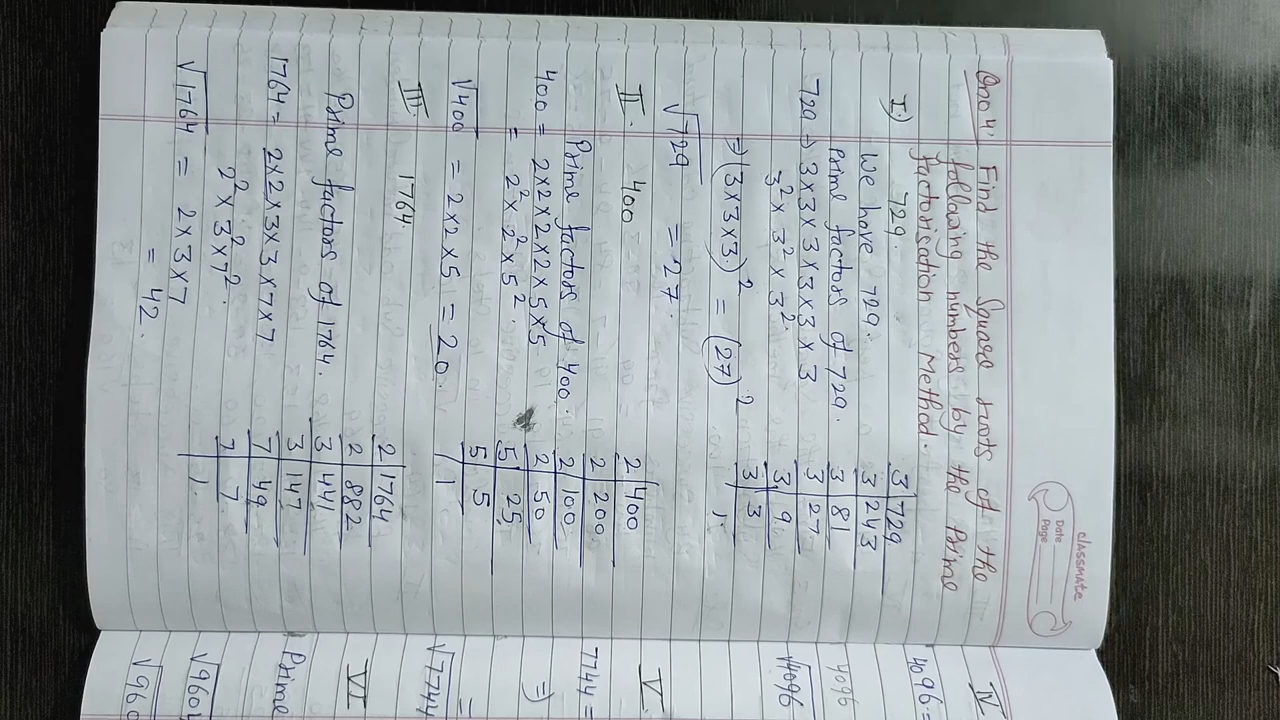 classmate
Date
Page
Qno 4. Find the Square roots of the
following numbers by the Prime
factorisation Method.
I.) 729.
We have 729.
Prime factors of 729.
729 ⇒ 3×3×3×3×3×3
3² × 3² × 3²
⇒ (3×3×3)² = (27)²
√729 = 27.
3 | 729
3 | 243
3 | 81
3 | 27
3 | 9
3 | 3
1.
II. 400
Prime factors of 400.
400 = 2×2×2×2×5×5
= 2² × 2² × 5²
√400 = 2×2×5 = 20.
2 | 400
2 | 200
2 | 100
2 | 50
5 | 25
5 | 5
1
III. 1764.
Prime factors of 1764.
1764 = 2×2×3×3×7×7
2² × 3² × 7².
√1764 = 2×3×7
= 42.
2 | 1764
2 | 882
3 | 441
3 | 147
7 | 49
7 | 7
1.
IV
4096 =
4096
√4096
V.
7744 =
⇒)
=
√7744
VI
Prime
√9604
√960